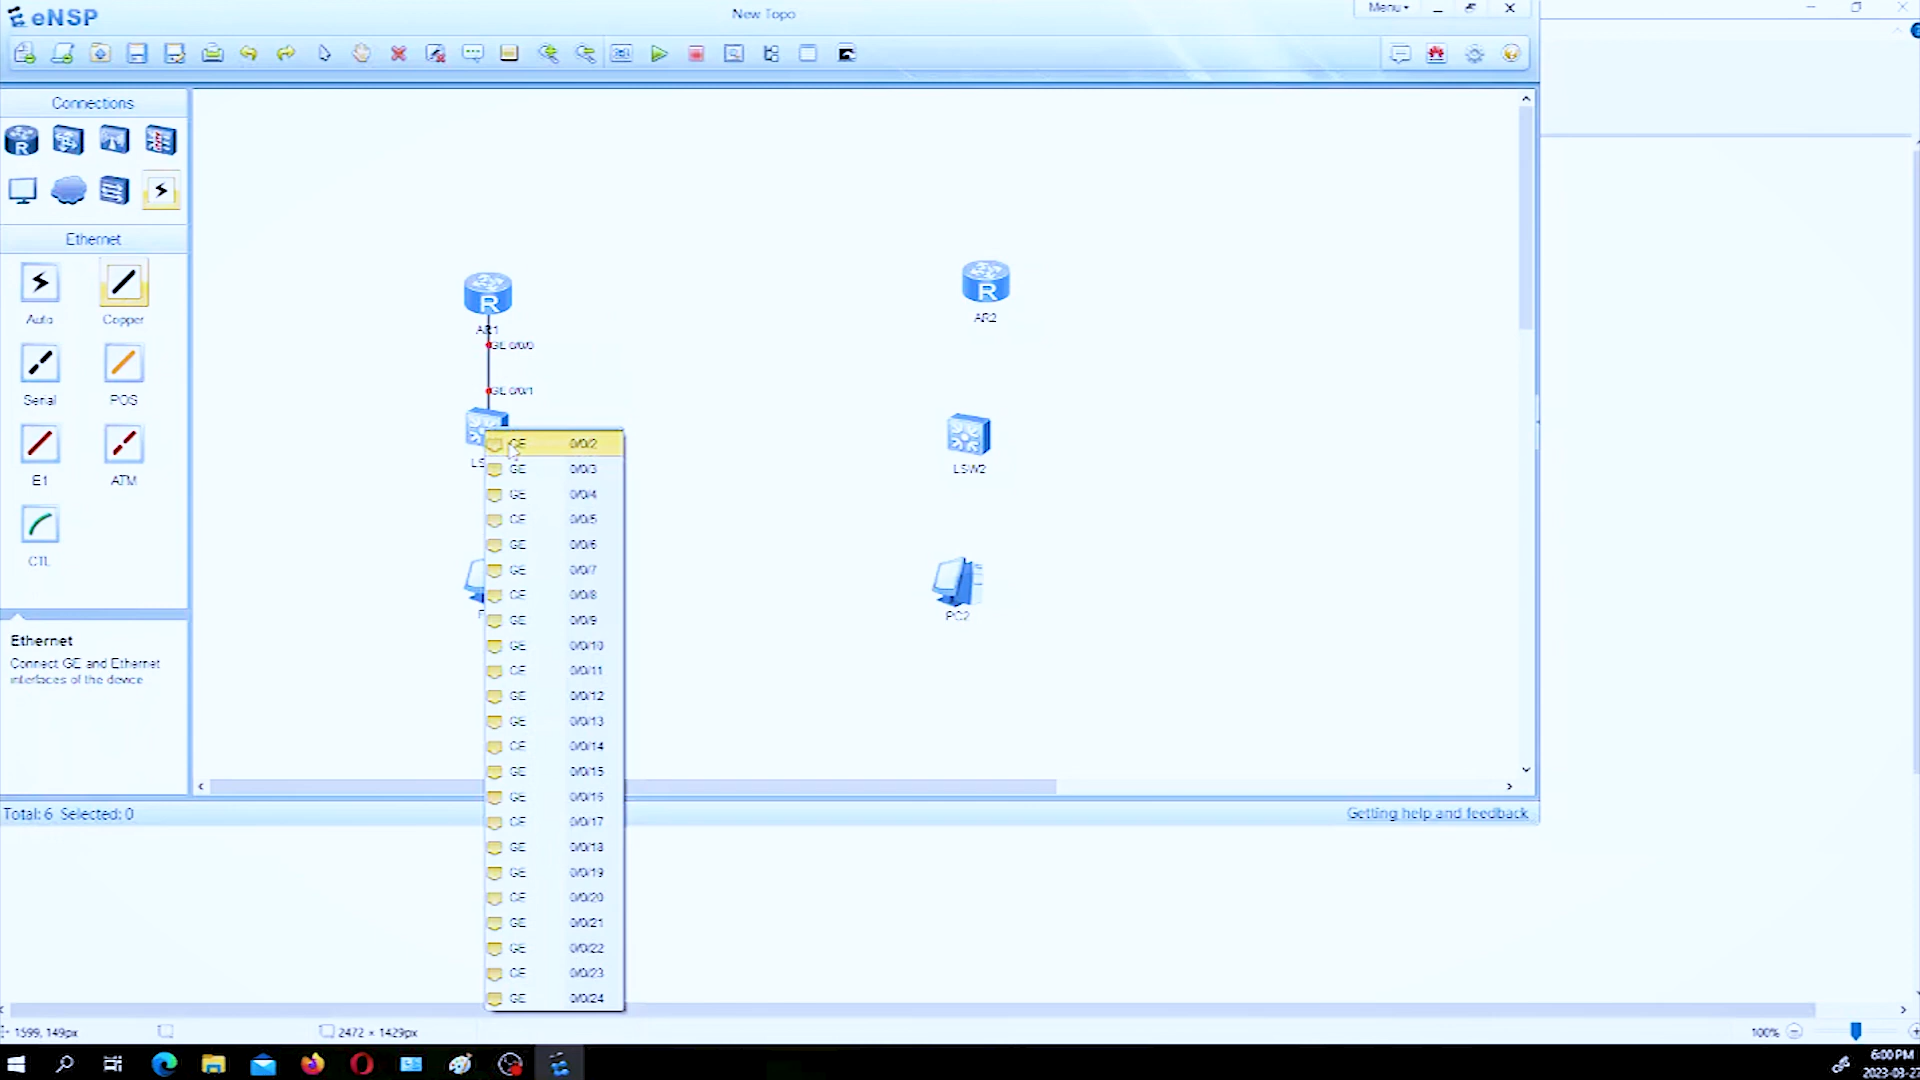 eNSP
New Topo
Menu
Connections
R
Ethernet
Auto
Copper
Serial
POS
E1
ATM
CTL
Ethernet
Connect GE and Ethernet
interfaces of the device
R
AR1
GE 0/0/0
GE 0/0/1
R
AR2
LSW2
PC2
GE 0/0/2
GE 0/0/3
GE 0/0/4
GE 0/0/5
GE 0/0/6
GE 0/0/7
GE 0/0/8
GE 0/0/9
GE 0/0/10
GE 0/0/11
GE 0/0/12
GE 0/0/13
GE 0/0/14
GE 0/0/15
GE 0/0/16
GE 0/0/17
GE 0/0/18
GE 0/0/19
GE 0/0/20
GE 0/0/21
GE 0/0/22
GE 0/0/23
GE 0/0/24
Total: 6 Selected: 0
Getting help and feedback
1599, 149px
2472 × 1429px
100%
6:00 PM